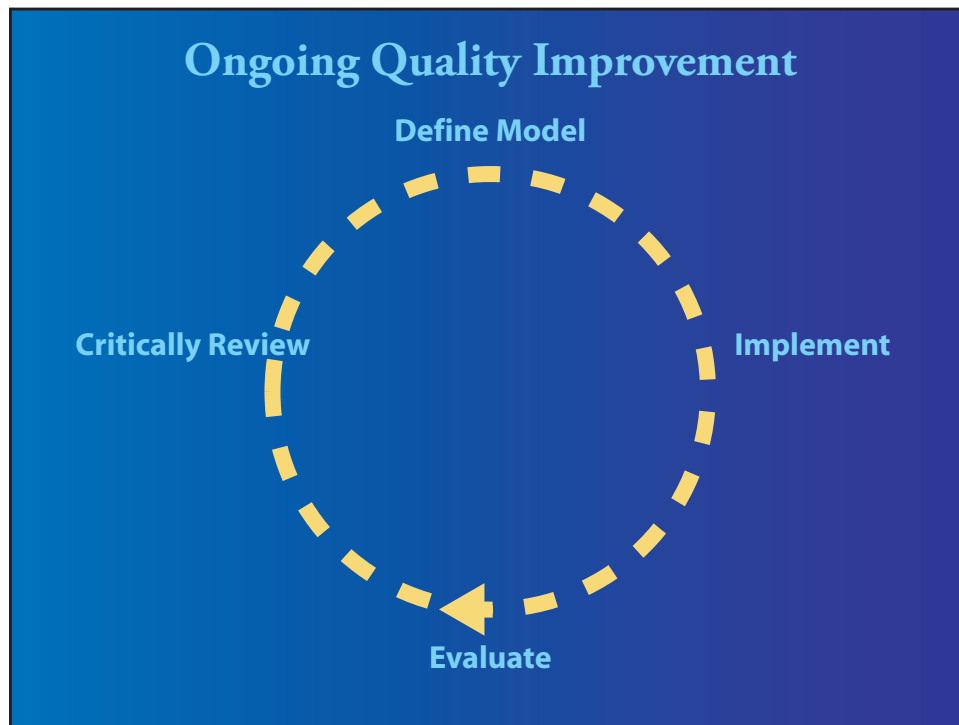 Ongoing Quality Improvement
Define Model
Critically Review
Implement
Evaluate